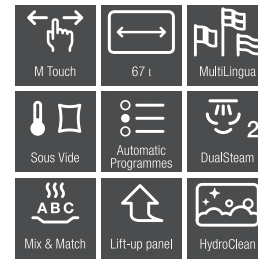 M Touch
67 ι
MultiLingua
Sous Vide
Automatic
Programmes
2
DualSteam
ABC
Mix & Match
Lift-up panel
HydroClean